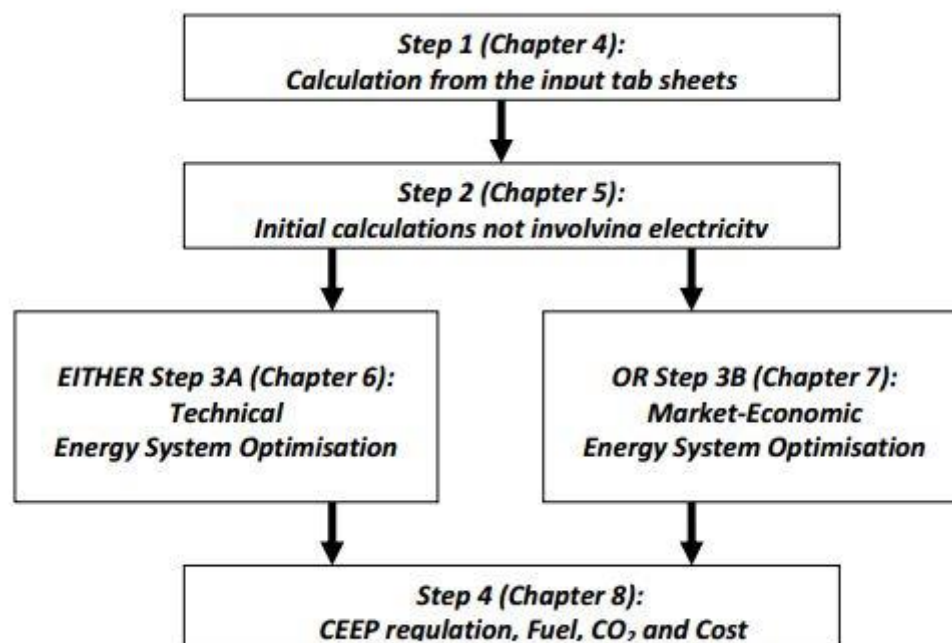 Step 1 (Chapter 4):
Calculation from the input tab sheets
Step 2 (Chapter 5):
Initial calculations not involving electricity
EITHER Step 3A (Chapter 6):
Technical
Energy System Optimisation
OR Step 3B (Chapter 7):
Market-Economic
Energy System Optimisation
Step 4 (Chapter 8):
CEEP regulation, Fuel, CO₂ and Cost